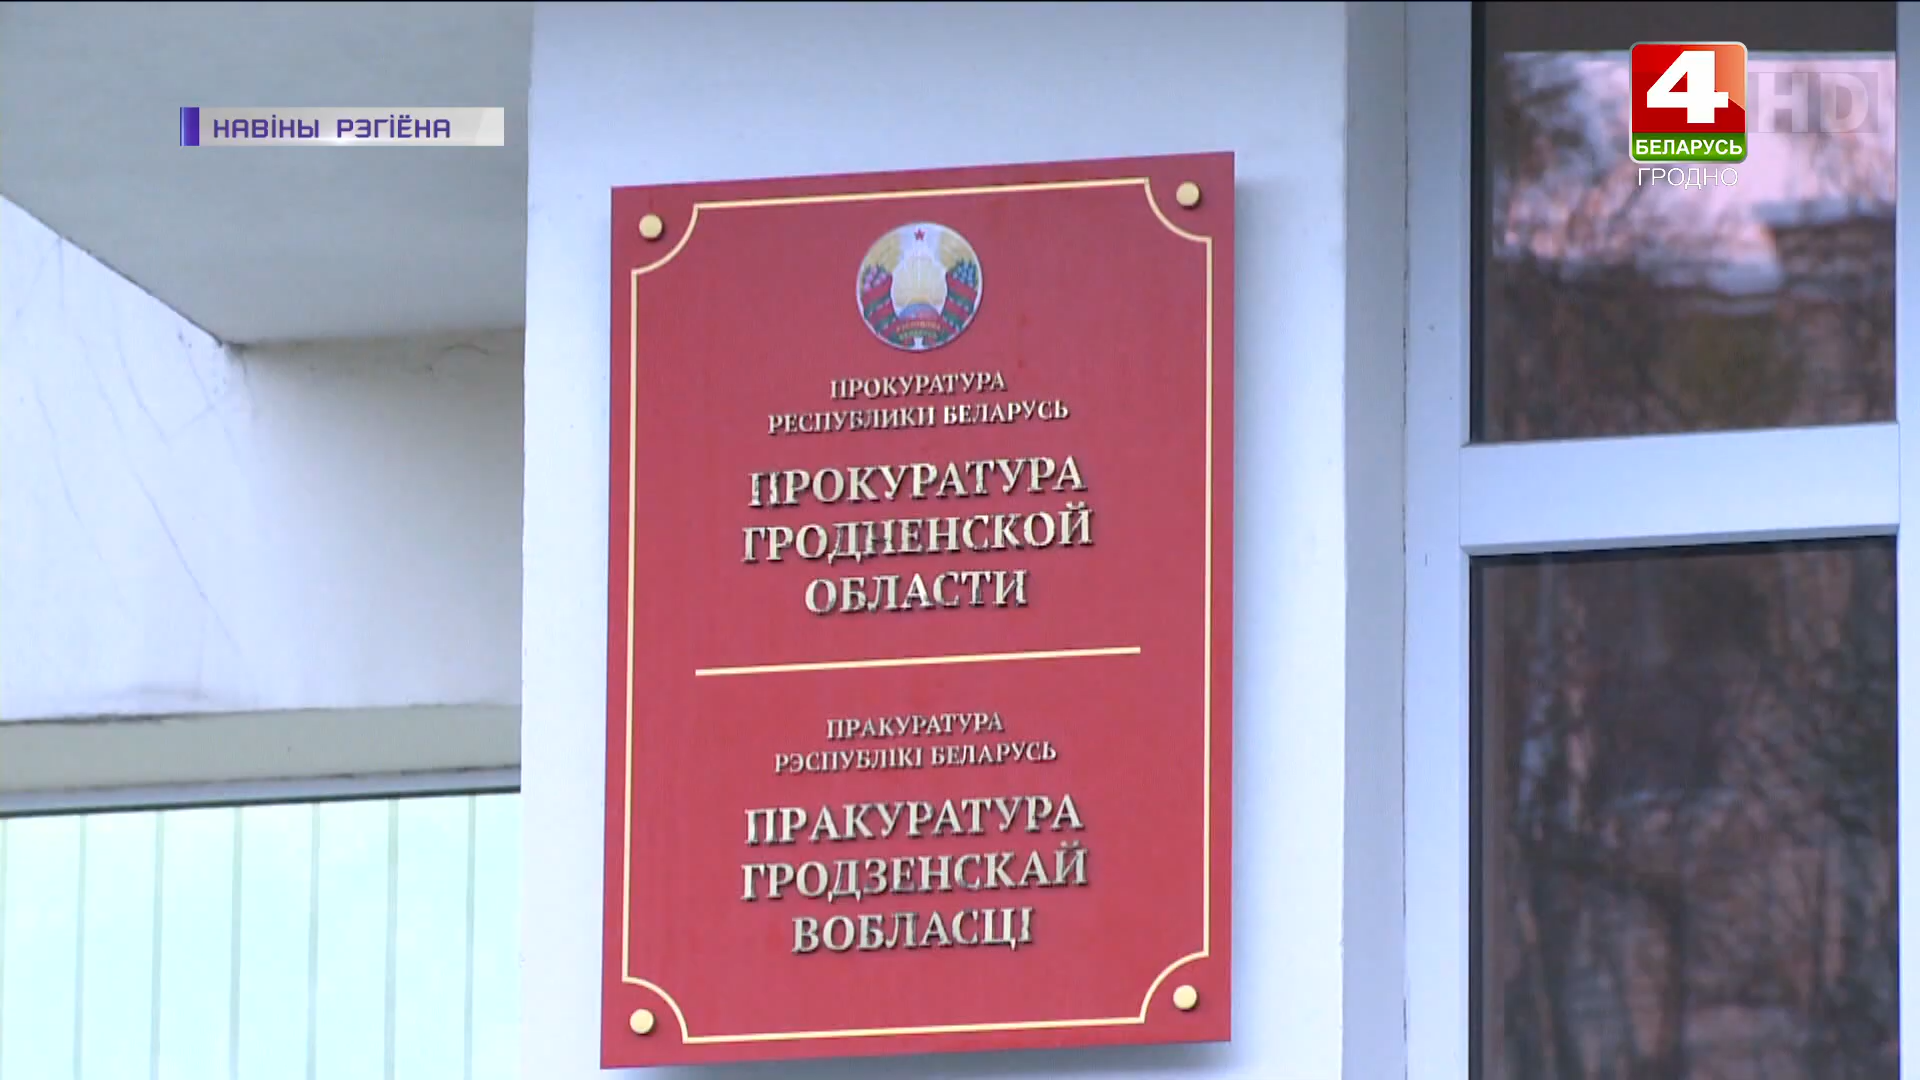 НАВІНЫ РЭГІЁНА
4 HD
БЕЛАРУСЬ
ГРОДНО
ПРОКУРАТУРА
РЕСПУБЛИКИ БЕЛАРУСЬ
ПРОКУРАТУРА
ГРОДНЕНСКОЙ
ОБЛАСТИ
ПРАКУРАТУРА
РЭСПУБЛІКІ БЕЛАРУСЬ
ПРАКУРАТУРА
ГРОДЗЕНСКАЙ
ВОБЛАСЦІ